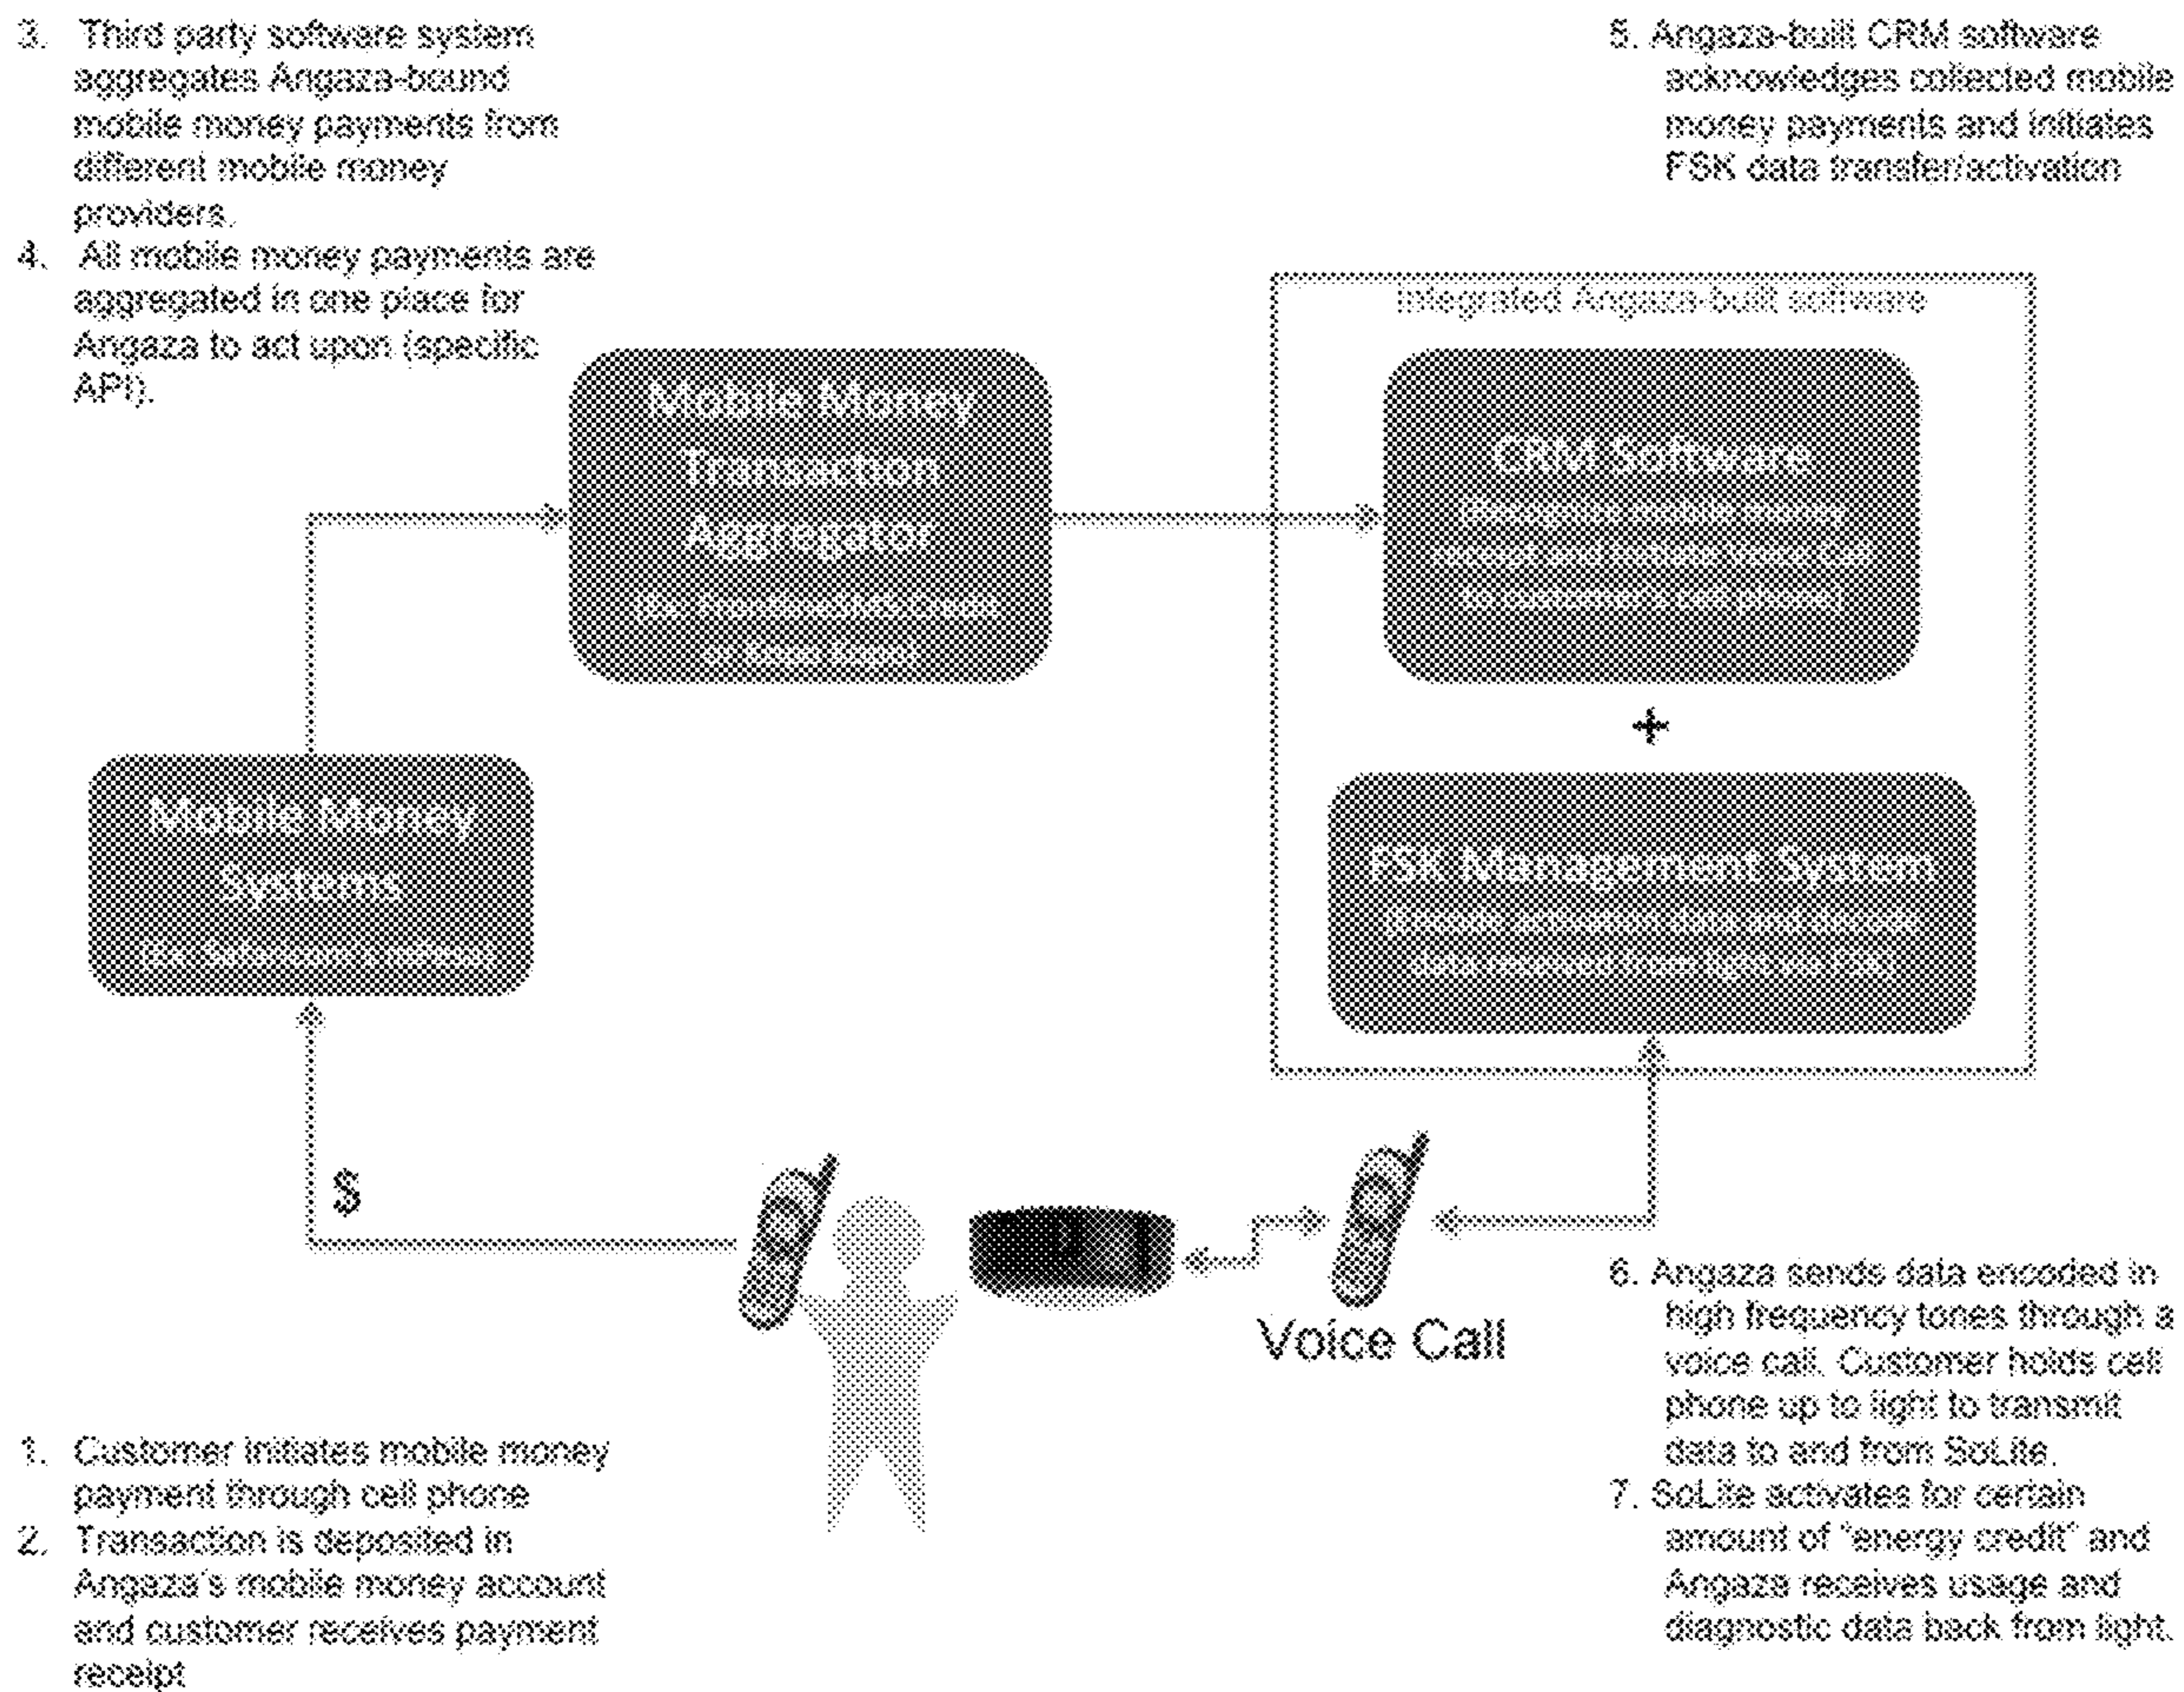 3. Third party software system
aggregates Angaza-bound
mobile money payments from
different mobile money
providers.
4. All mobile money payments are
aggregated in one place for
Angaza to act upon (specific
API).
5. Angaza-built CRM software
acknowledges collected mobile
money payments and initiates
FSK data transfer/activation
Integrated Angaza-built software
Mobile Money
Transaction
Aggregator
CRM Software
+
Mobile Money
Systems
FSK Management System
$
Voice Call
1. Customer initiates mobile money
payment through cell phone
2. Transaction is deposited in
Angaza's mobile money account
and customer receives payment
receipt
6. Angaza sends data encoded in
high frequency tones through a
voice call. Customer holds cell
phone up to light to transmit
data to and from SoLite.
7. SoLite activates for certain
amount of "energy credit" and
Angaza receives usage and
diagnostic data back from light.